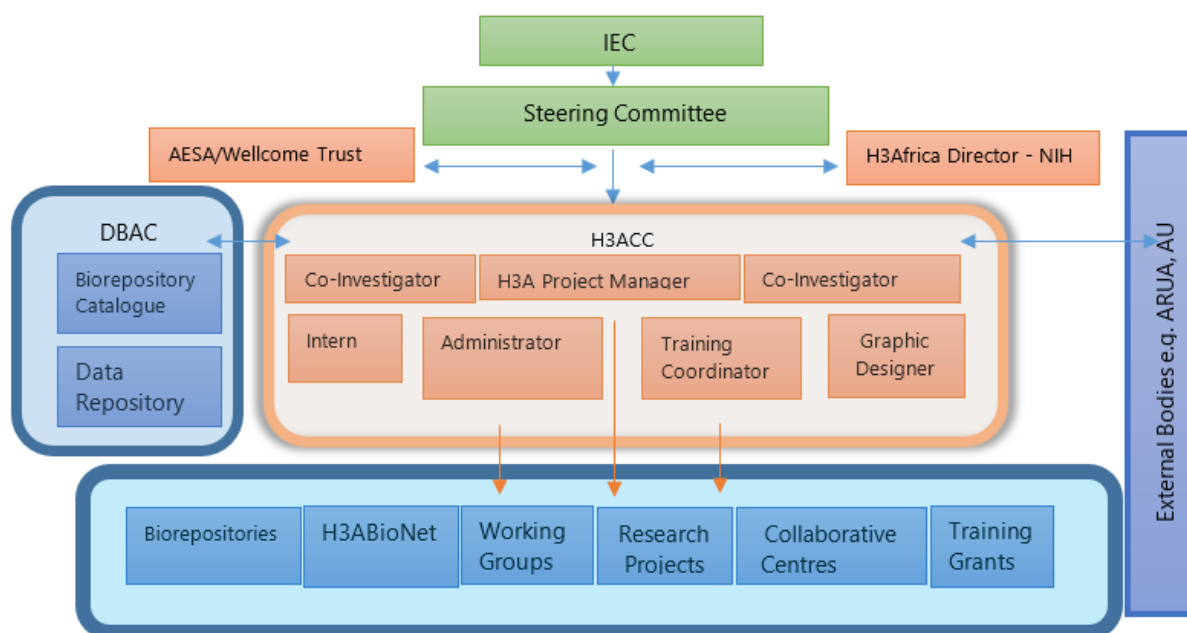 IEC
Steering Committee
AESA/Wellcome Trust
H3Africa Director - NIH
DBAC
Biorepository
Catalogue
Data
Repository
H3ACC
Co-Investigator
H3A Project Manager
Co-Investigator
Intern
Administrator
Training
Coordinator
Graphic
Designer
External Bodies e.g. ARUA, AU
Biorepositories
H3ABioNet
Working
Groups
Research
Projects
Collaborative
Centres
Training
Grants